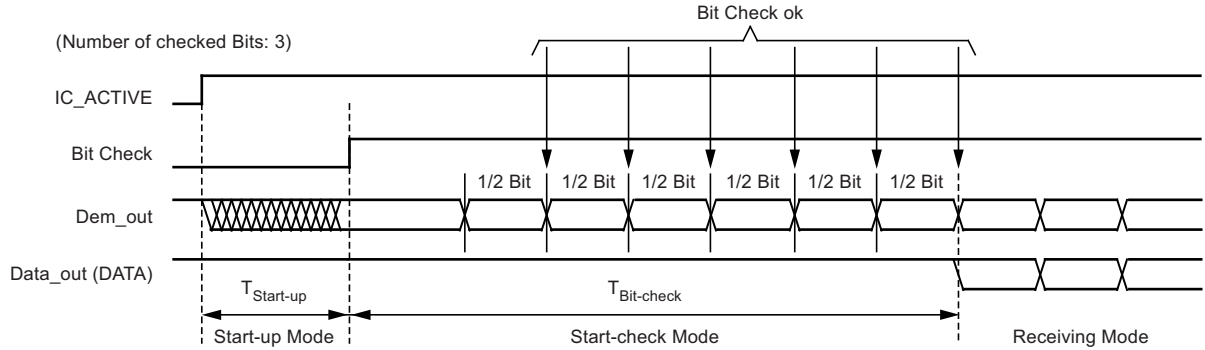 Bit Check ok
(Number of checked Bits: 3)
IC_ACTIVE
Bit Check
1/2 Bit 1/2 Bit 1/2 Bit 1/2 Bit 1/2 Bit 1/2 Bit
Dem_out
Data_out (DATA)
TStart-up TBit-check
Start-up Mode Start-check Mode Receiving Mode